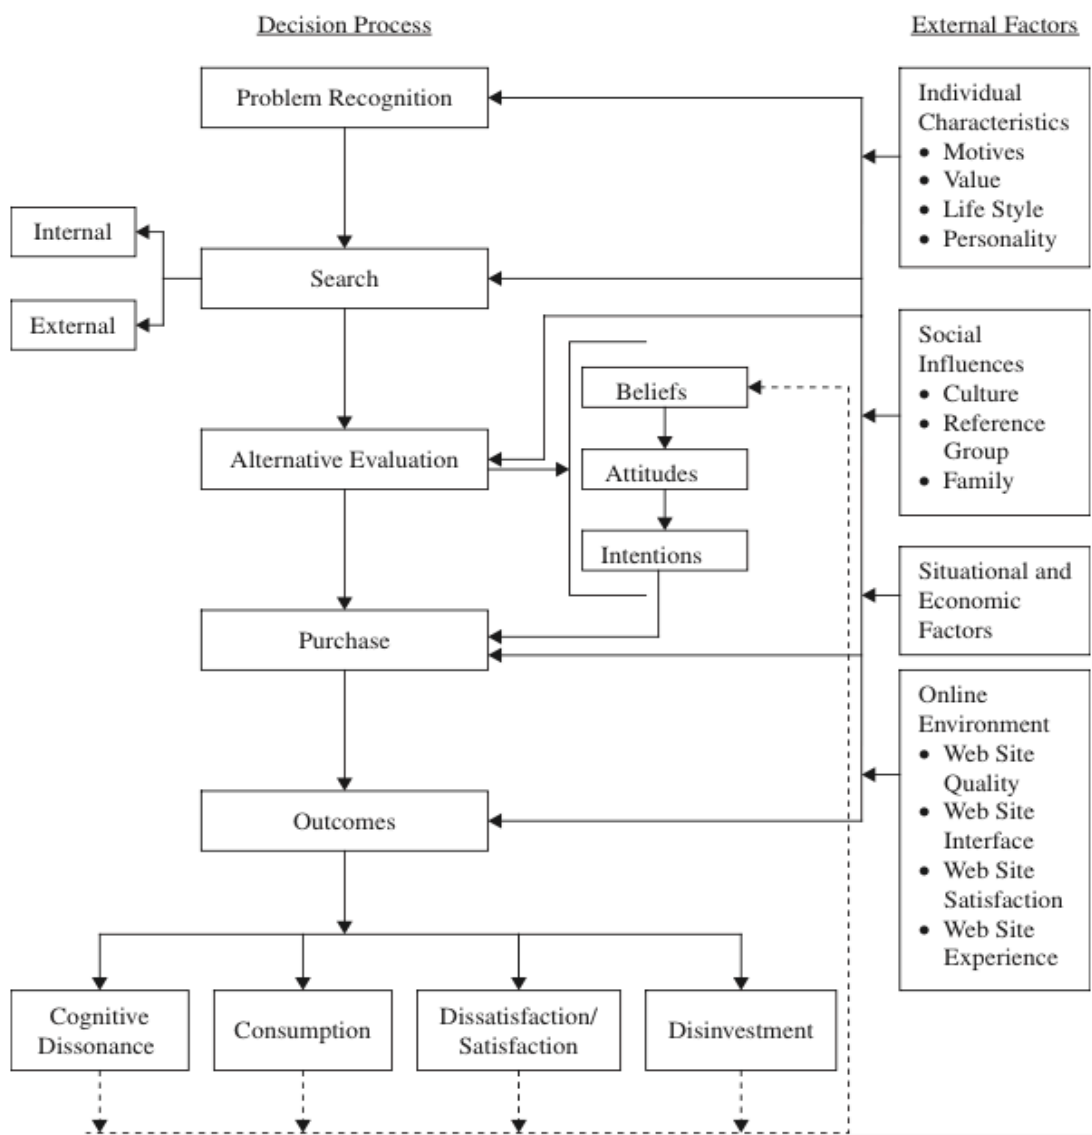 Decision Process
External Factors
Problem Recognition
Individual
Characteristics
● Motives
● Value
● Life Style
● Personality
Internal
Search
External
Social
Influences
● Culture
● Reference
Group
● Family
Beliefs
Alternative Evaluation
Attitudes
Intentions
Situational and
Economic
Factors
Purchase
Online
Environment
● Web Site
Quality
● Web Site
Interface
● Web Site
Satisfaction
● Web Site
Experience
Outcomes
Cognitive
Dissonance
Consumption
Dissatisfaction/
Satisfaction
Disinvestment